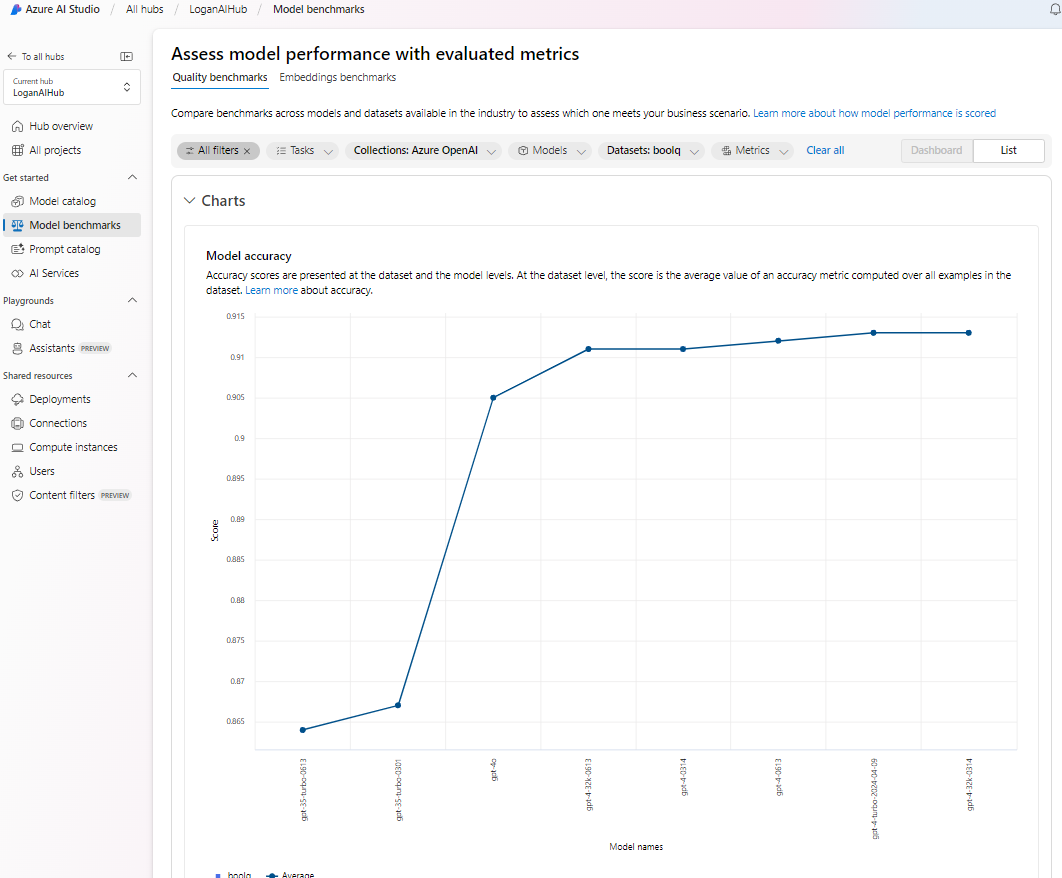 Azure AI Studio / All hubs / LoganAIHub / Model benchmarks
To all hubs
Current hub
LoganAIHub
Hub overview
All projects
Get started
Model catalog
Model benchmarks
Prompt catalog
AI Services
Playgrounds
Chat
Assistants PREVIEW
Shared resources
Deployments
Connections
Compute instances
Users
Content filters PREVIEW
Assess model performance with evaluated metrics
Quality benchmarks Embeddings benchmarks
Compare benchmarks across models and datasets available in the industry to assess which one meets your business scenario. Learn more about how model performance is scored
All filters × Tasks Collections: Azure OpenAI Models Datasets: boolq Metrics Clear all Dashboard List
Charts
Model accuracy
Accuracy scores are presented at the dataset and the model levels. At the dataset level, the score is the average value of an accuracy metric computed over all examples in the
dataset. Learn more about accuracy.
0.915
0.91
0.905
0.9
0.895
0.89
0.885
0.88
0.875
0.87
0.865
Score
gpt-35-turbo-0613
gpt-35-turbo-0301
gpt-4o
gpt-4-32k-0613
gpt-4-0314
gpt-4-0613
gpt-4-turbo-2024-04-09
gpt-4-32k-0314
Model names
boolq Average